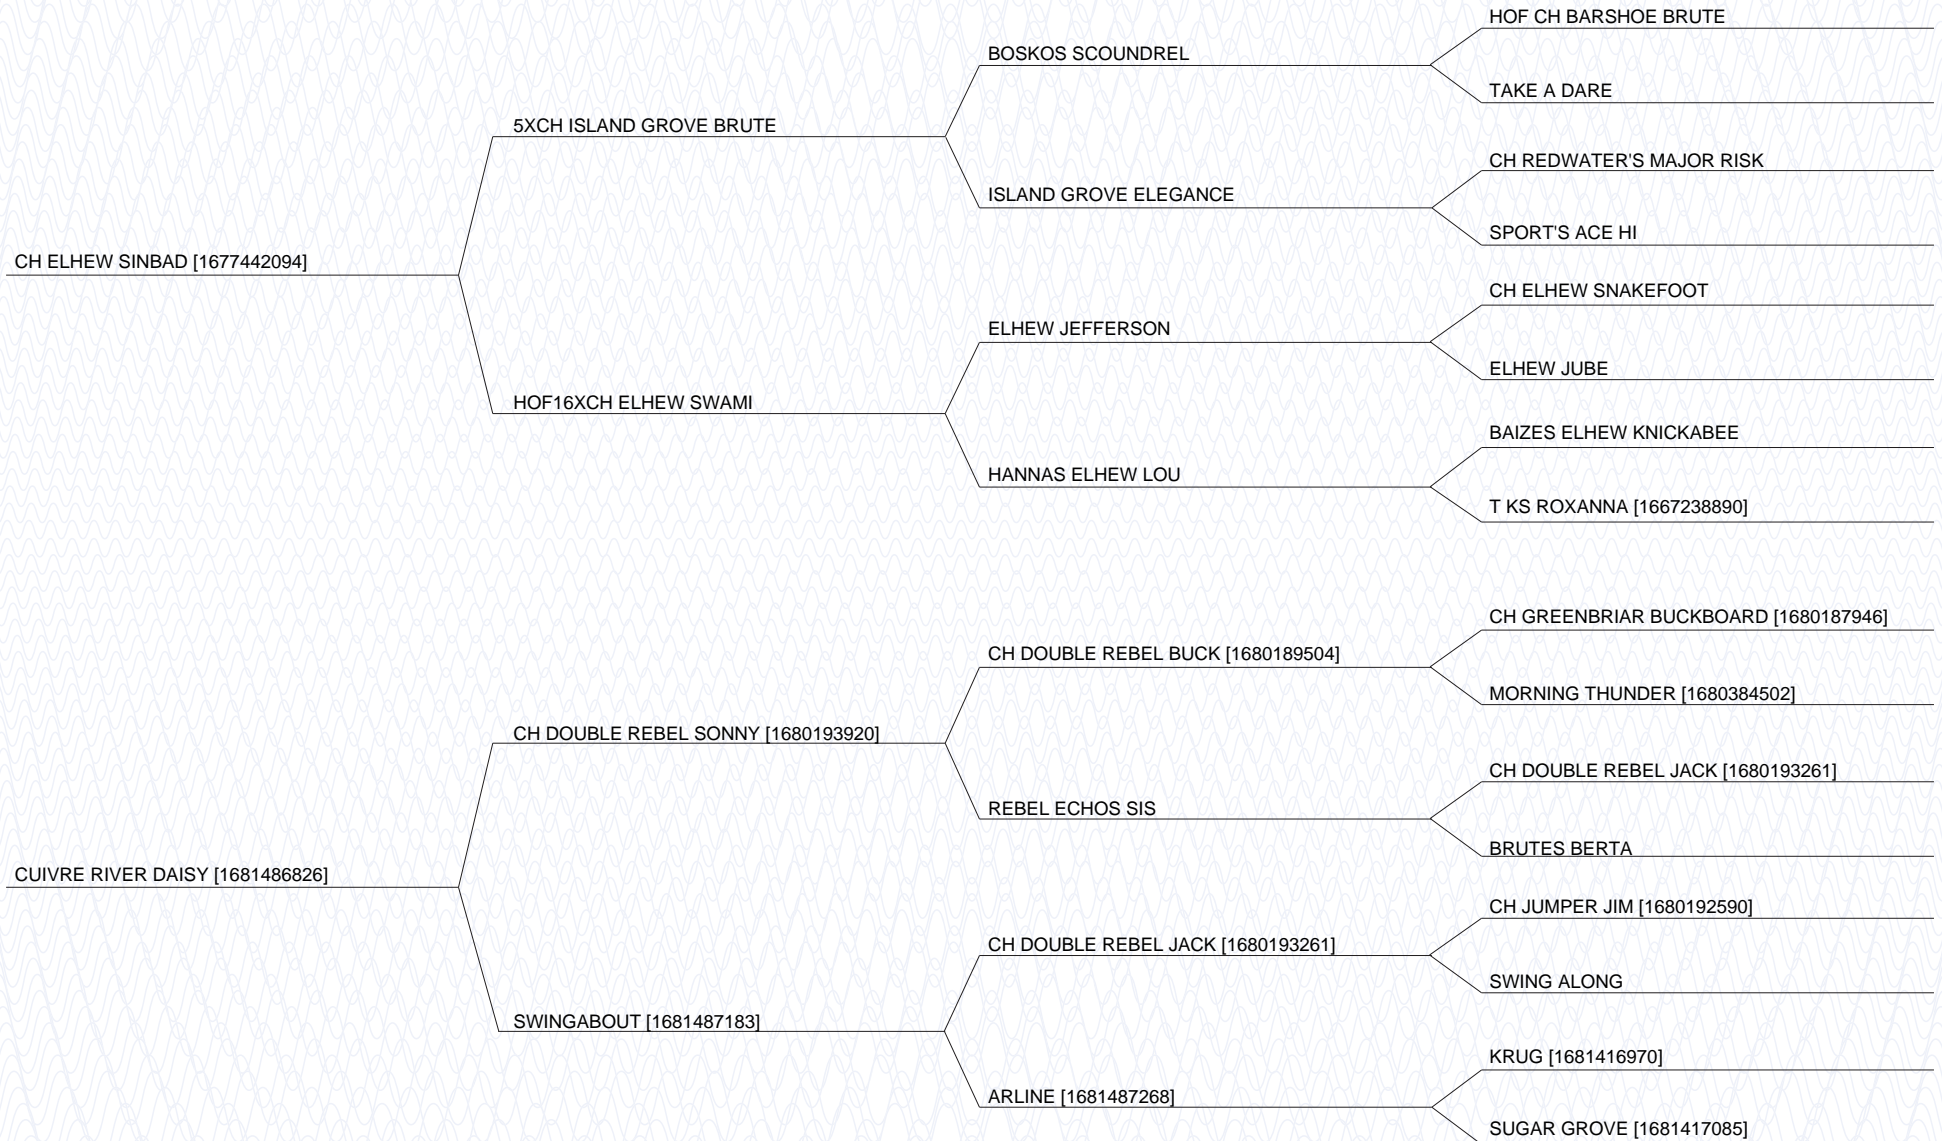 HOF CH BARSHOE BRUTE
BOSKOS SCOUNDREL
TAKE A DARE
5XCH ISLAND GROVE BRUTE
CH REDWATER'S MAJOR RISK
ISLAND GROVE ELEGANCE
SPORT'S ACE HI
CH ELHEW SINBAD [1677442094]
CH ELHEW SNAKEFOOT
ELHEW JEFFERSON
ELHEW JUBE
HOF16XCH ELHEW SWAMI
BAIZES ELHEW KNICKABEE
HANNAS ELHEW LOU
T KS ROXANNA [1667238890]
CH GREENBRIAR BUCKBOARD [1680187946]
CH DOUBLE REBEL BUCK [1680189504]
MORNING THUNDER [1680384502]
CH DOUBLE REBEL SONNY [1680193920]
CH DOUBLE REBEL JACK [1680193261]
REBEL ECHOS SIS
BRUTES BERTA
CUIVRE RIVER DAISY [1681486826]
CH JUMPER JIM [1680192590]
CH DOUBLE REBEL JACK [1680193261]
SWING ALONG
SWINGABOUT [1681487183]
KRUG [1681416970]
ARLINE [1681487268]
SUGAR GROVE [1681417085]